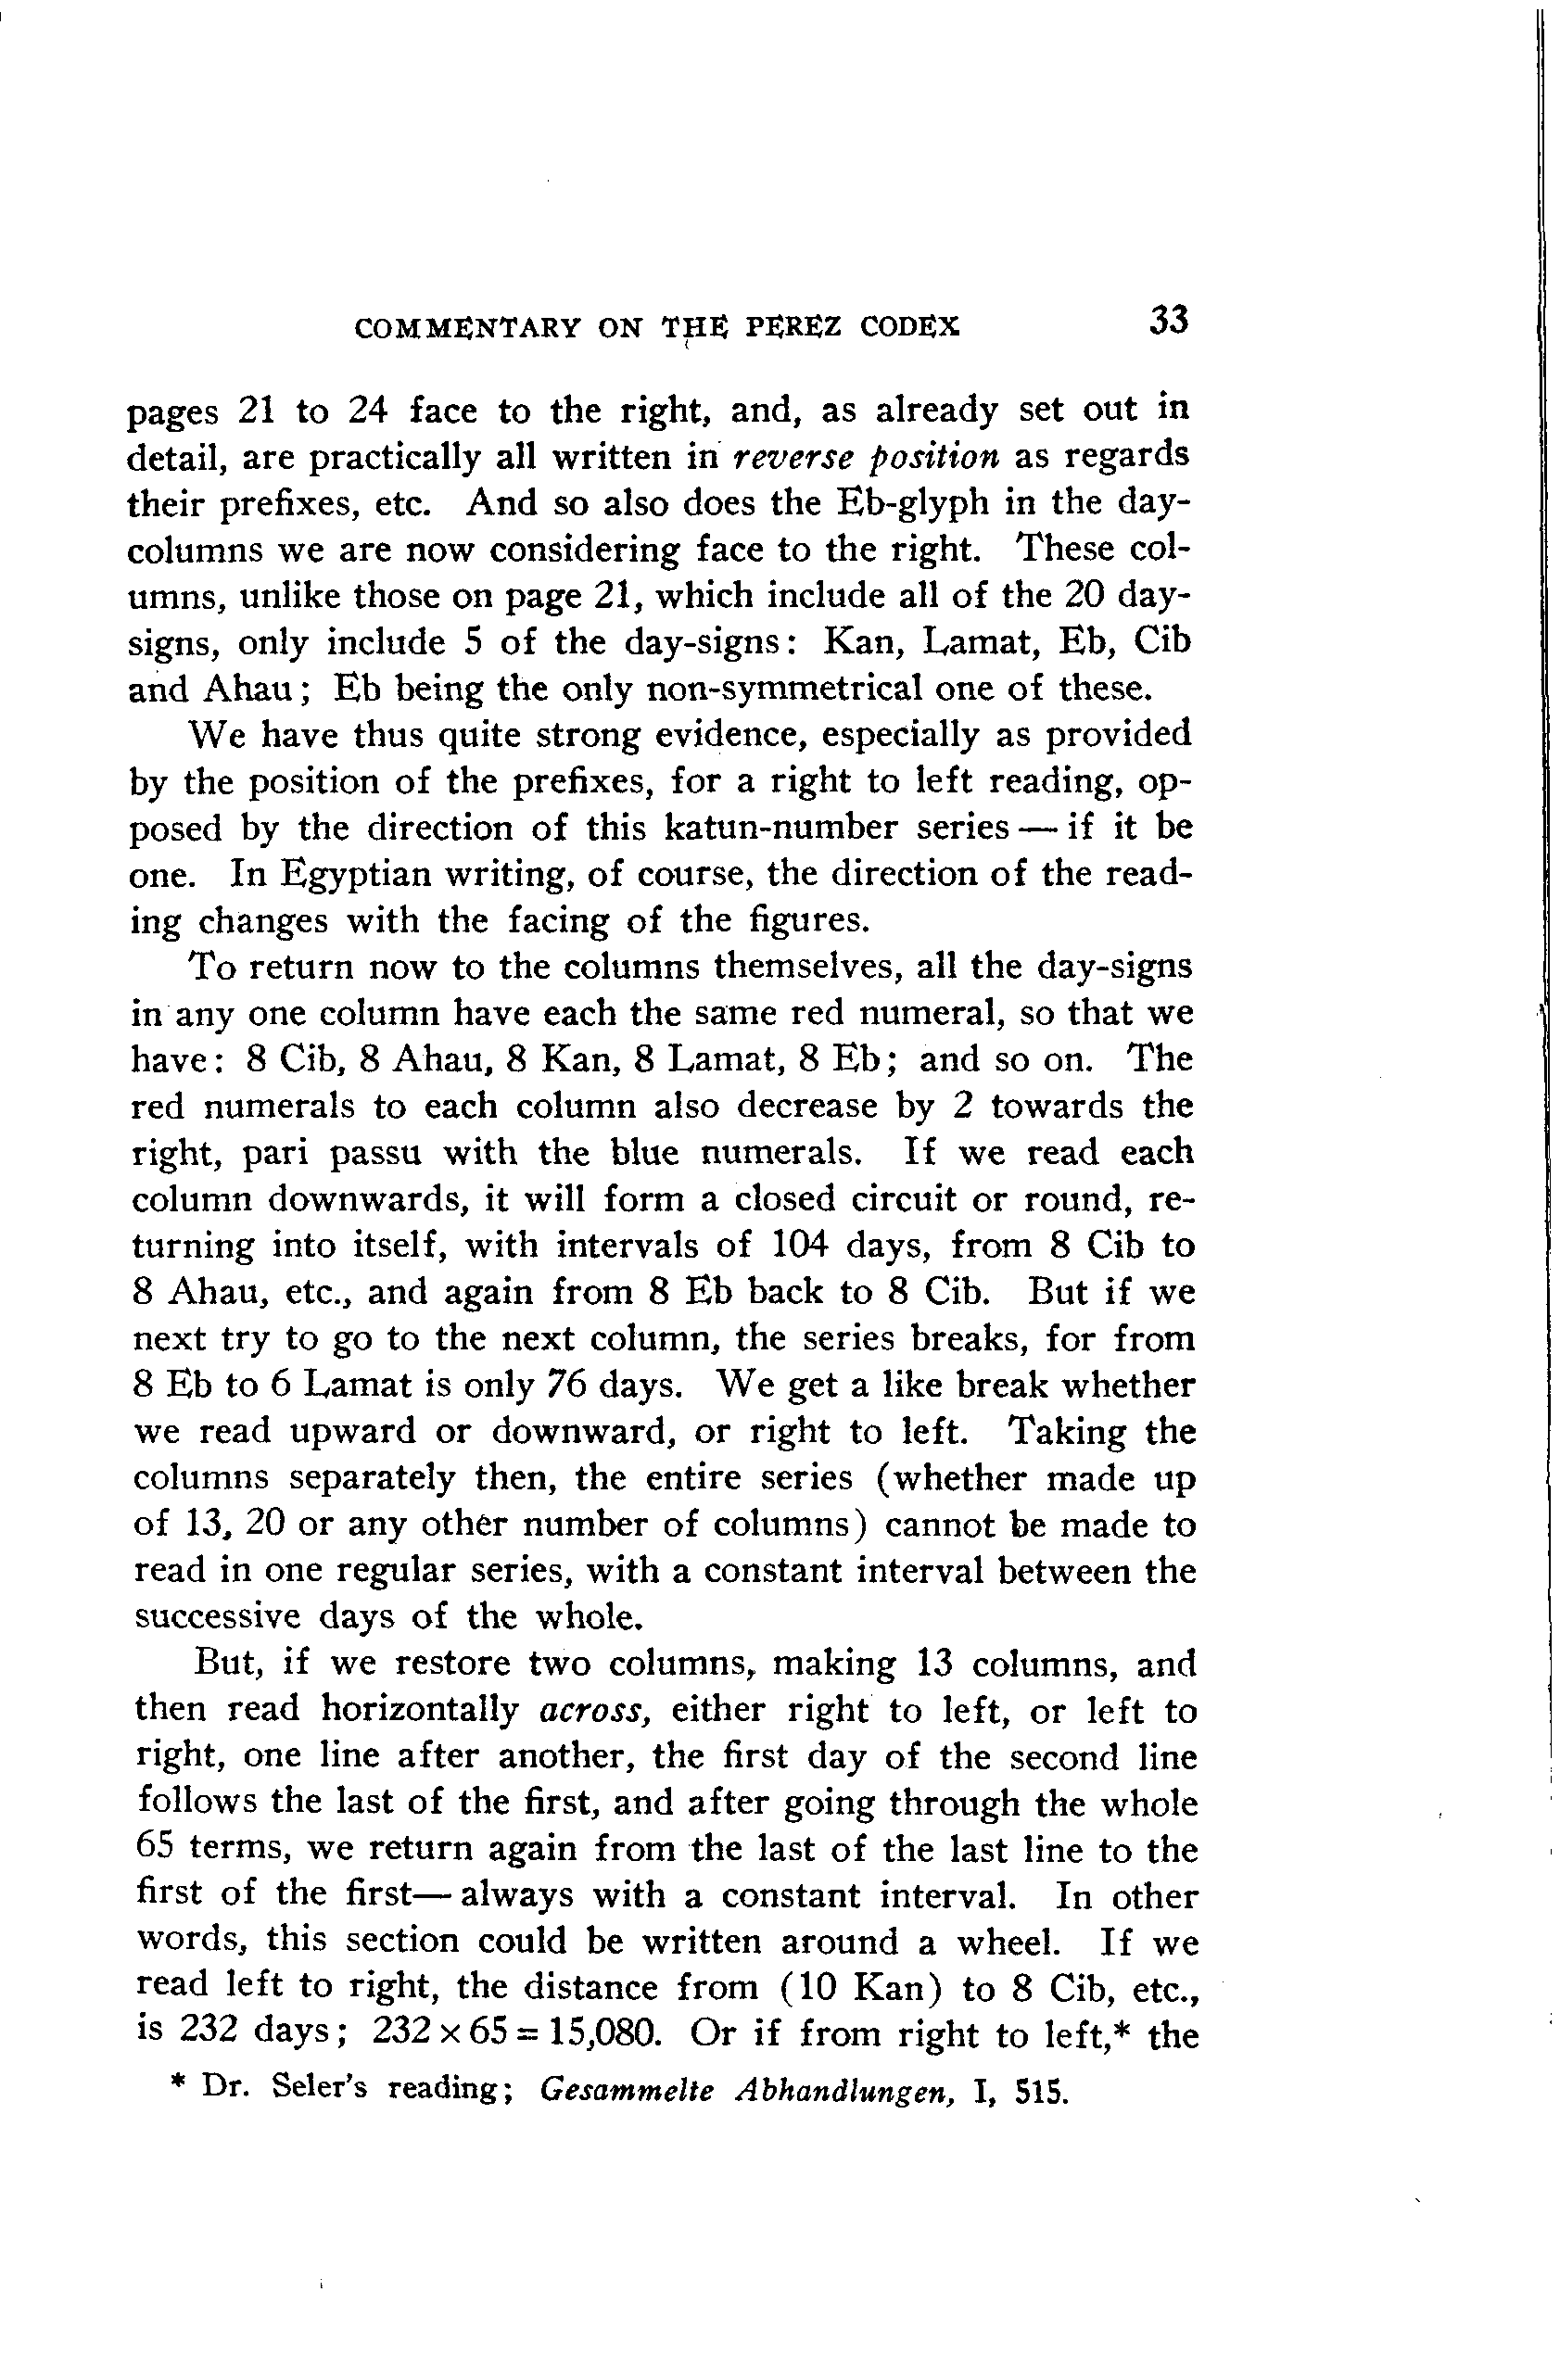 COMMENTARY ON THE PEREZ CODEX 33
pages 21 to 24 face to the right, and, as already set out in
detail, are practically all written in reverse position as regards
their prefixes, etc. And so also does the Eb-glyph in the day-
columns we are now considering face to the right. These col-
umns, unlike those on page 21, which include all of the 20 day-
signs, only include 5 of the day-signs: Kan, Lamat, Eb, Cib
and Ahau; Eb being the only non-symmetrical one of these.
We have thus quite strong evidence, especially as provided
by the position of the prefixes, for a right to left reading, op-
posed by the direction of this katun-number series — if it be
one. In Egyptian writing, of course, the direction of the read-
ing changes with the facing of the figures.
To return now to the columns themselves, all the day-signs
in any one column have each the same red numeral, so that we
have: 8 Cib, 8 Ahau, 8 Kan, 8 Lamat, 8 Eb; and so on. The
red numerals to each column also decrease by 2 towards the
right, pari passu with the blue numerals. If we read each
column downwards, it will form a closed circuit or round, re-
turning into itself, with intervals of 104 days, from 8 Cib to
8 Ahau, etc., and again from 8 Eb back to 8 Cib. But if we
next try to go to the next column, the series breaks, for from
8 Eb to 6 Lamat is only 76 days. We get a like break whether
we read upward or downward, or right to left. Taking the
columns separately then, the entire series (whether made up
of 13, 20 or any other number of columns) cannot be made to
read in one regular series, with a constant interval between the
successive days of the whole.
But, if we restore two columns, making 13 columns, and
then read horizontally across, either right to left, or left to
right, one line after another, the first day of the second line
follows the last of the first, and after going through the whole
65 terms, we return again from the last of the last line to the
first of the first— always with a constant interval. In other
words, this section could be written around a wheel. If we
read left to right, the distance from (10 Kan) to 8 Cib, etc.,
is 232 days; 232 x 65 = 15,080. Or if from right to left,* the
* Dr. Seler's reading; Gesammelte Abhandlungen, I, 515.